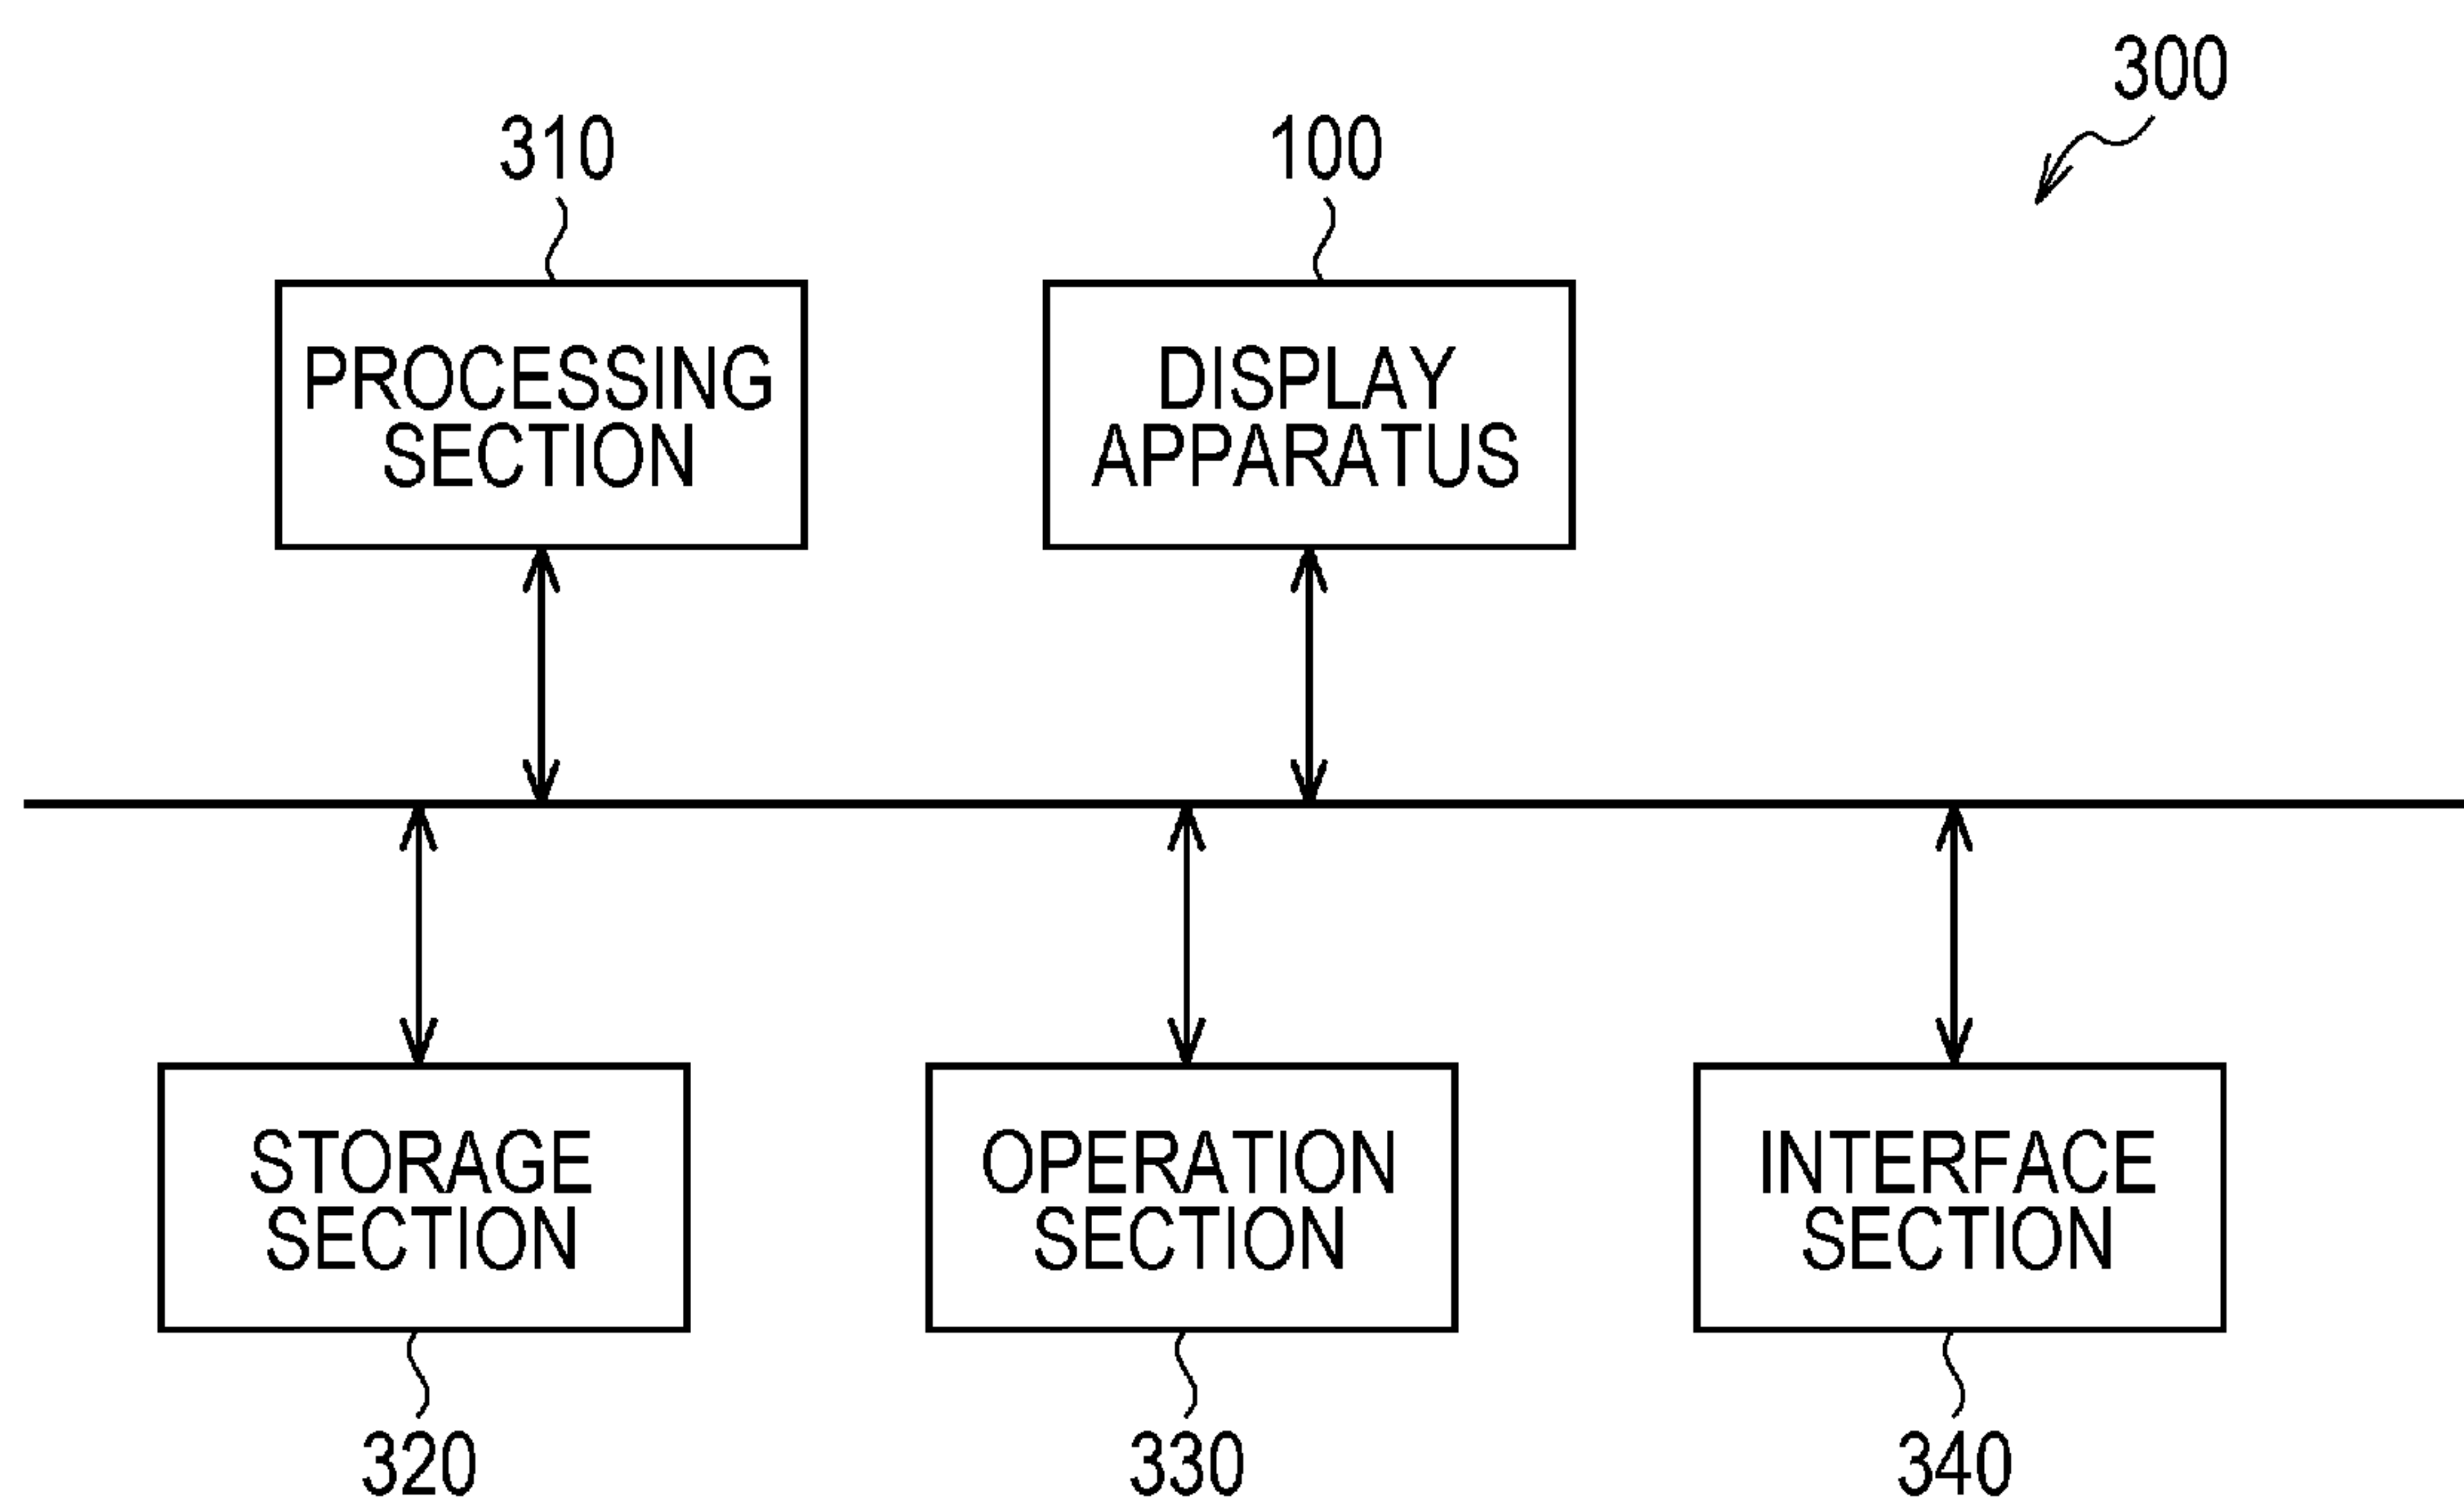 300
310
100
PROCESSING
SECTION
DISPLAY
APPARATUS
STORAGE
SECTION
OPERATION
SECTION
INTERFACE
SECTION
320
330
340